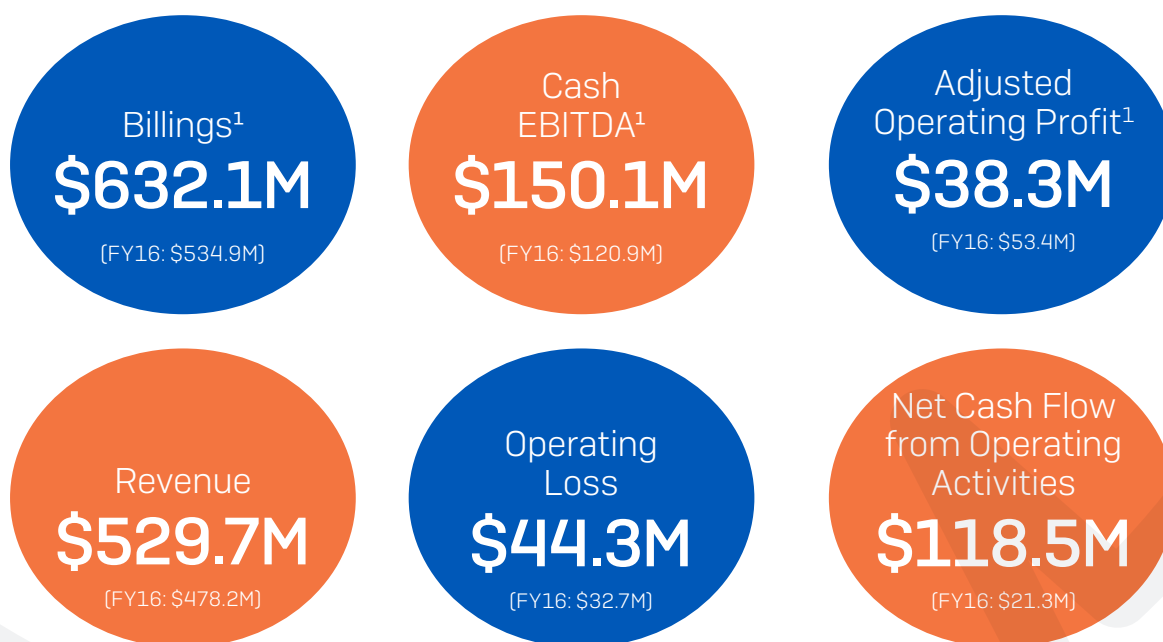 Billings¹
$632.1M
(FY16: $534.9M)
Cash
EBITDA¹
$150.1M
(FY16: $120.9M)
Adjusted
Operating Profit¹
$38.3M
(FY16: $53.4M)
Revenue
$529.7M
(FY16: $478.2M)
Operating
Loss
$44.3M
(FY16: $32.7M)
Net Cash Flow
from Operating
Activities
$118.5M
(FY16: $21.3M)